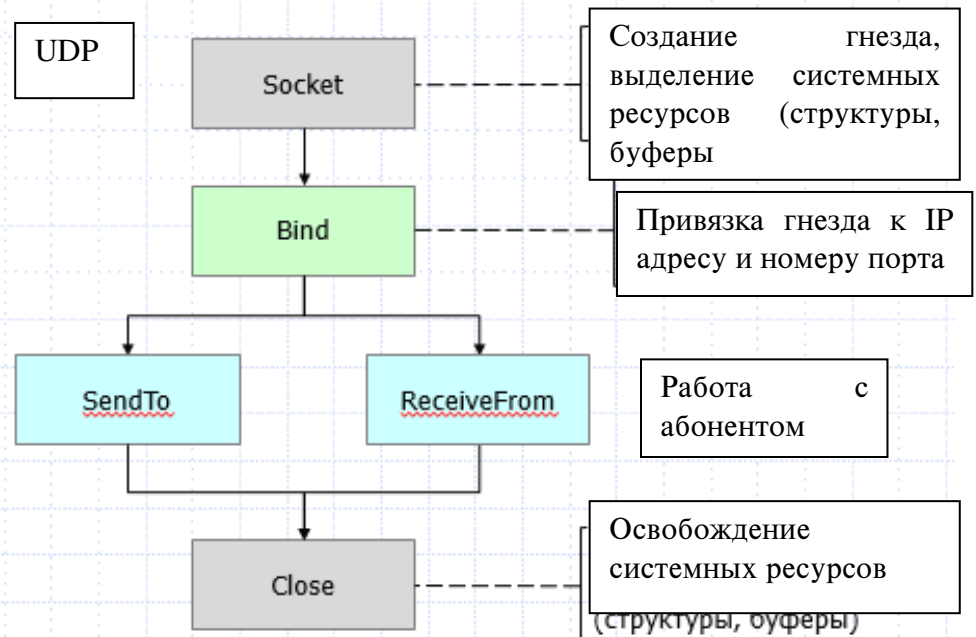 UDP
Socket
Создание гнезда,
выделение системных
ресурсов (структуры,
буферы
Bind
Привязка гнезда к IP
адресу и номеру порта
SendTo
ReceiveFrom
Работа с
абонентом
Close
Освобождение
системных ресурсов
(структуры, буферы)